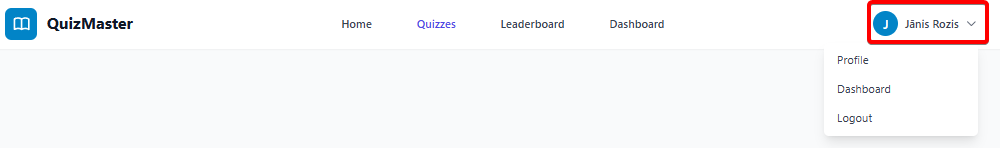 QuizMaster Home Quizzes Leaderboard Dashboard J Jānis Rozis
Profile
Dashboard
Logout